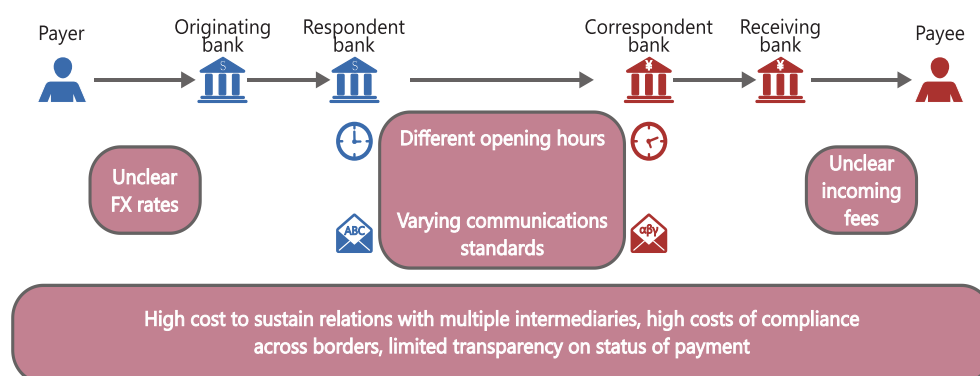 Payer
Originating
bank
Respondent
bank
Correspondent
bank
Receiving
bank
Payee
$
$
¥
¥
Different opening hours
Unclear
FX rates
Unclear
incoming
fees
ABC
Varying communications
standards
αβγ
High cost to sustain relations with multiple intermediaries, high costs of compliance
across borders, limited transparency on status of payment